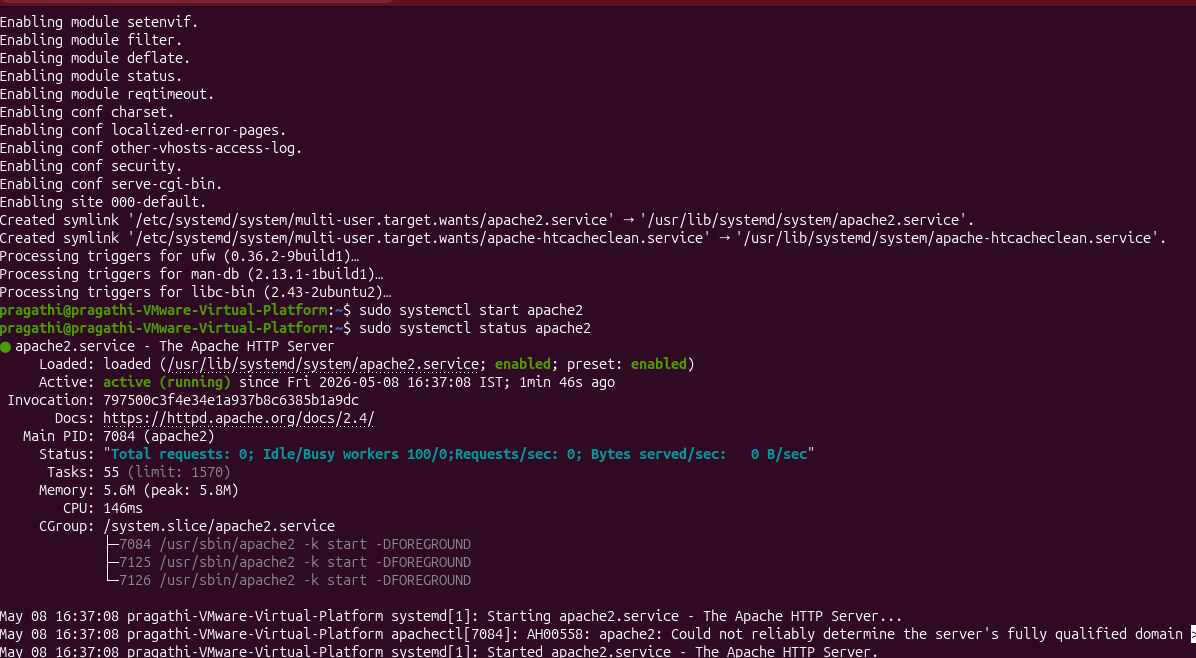 Enabling module setenvif.
Enabling module filter.
Enabling module deflate.
Enabling module status.
Enabling module reqtimeout.
Enabling conf charset.
Enabling conf localized-error-pages.
Enabling conf other-vhosts-access-log.
Enabling conf security.
Enabling conf serve-cgi-bin.
Enabling site 000-default.
Created symlink '/etc/systemd/system/multi-user.target.wants/apache2.service' → '/usr/lib/systemd/system/apache2.service'.
Created symlink '/etc/systemd/system/multi-user.target.wants/apache-htcacheclean.service' → '/usr/lib/systemd/system/apache-htcacheclean.service'.
Processing triggers for ufw (0.36.2-9build1)…
Processing triggers for man-db (2.13.1-1build1)…
Processing triggers for libc-bin (2.43-2ubuntu2)…
pragathi@pragathi-VMware-Virtual-Platform:~$ sudo systemctl start apache2
pragathi@pragathi-VMware-Virtual-Platform:~$ sudo systemctl status apache2
● apache2.service - The Apache HTTP Server
     Loaded: loaded (/usr/lib/systemd/system/apache2.service; enabled; preset: enabled)
     Active: active (running) since Fri 2026-05-08 16:37:08 IST; 1min 46s ago
 Invocation: 797500c3f4e34e1a937b8c6385b1a9dc
       Docs: https://httpd.apache.org/docs/2.4/
   Main PID: 7084 (apache2)
     Status: "Total requests: 0; Idle/Busy workers 100/0;Requests/sec: 0; Bytes served/sec:   0 B/sec"
      Tasks: 55 (limit: 1570)
     Memory: 5.6M (peak: 5.8M)
        CPU: 146ms
     CGroup: /system.slice/apache2.service
             ├─7084 /usr/sbin/apache2 -k start -DFOREGROUND
             ├─7125 /usr/sbin/apache2 -k start -DFOREGROUND
             └─7126 /usr/sbin/apache2 -k start -DFOREGROUND

May 08 16:37:08 pragathi-VMware-Virtual-Platform systemd[1]: Starting apache2.service - The Apache HTTP Server...
May 08 16:37:08 pragathi-VMware-Virtual-Platform apachectl[7084]: AH00558: apache2: Could not reliably determine the server's fully qualified domain >
May 08 16:37:08 pragathi-VMware-Virtual-Platform systemd[1]: Started apache2.service - The Apache HTTP Server.